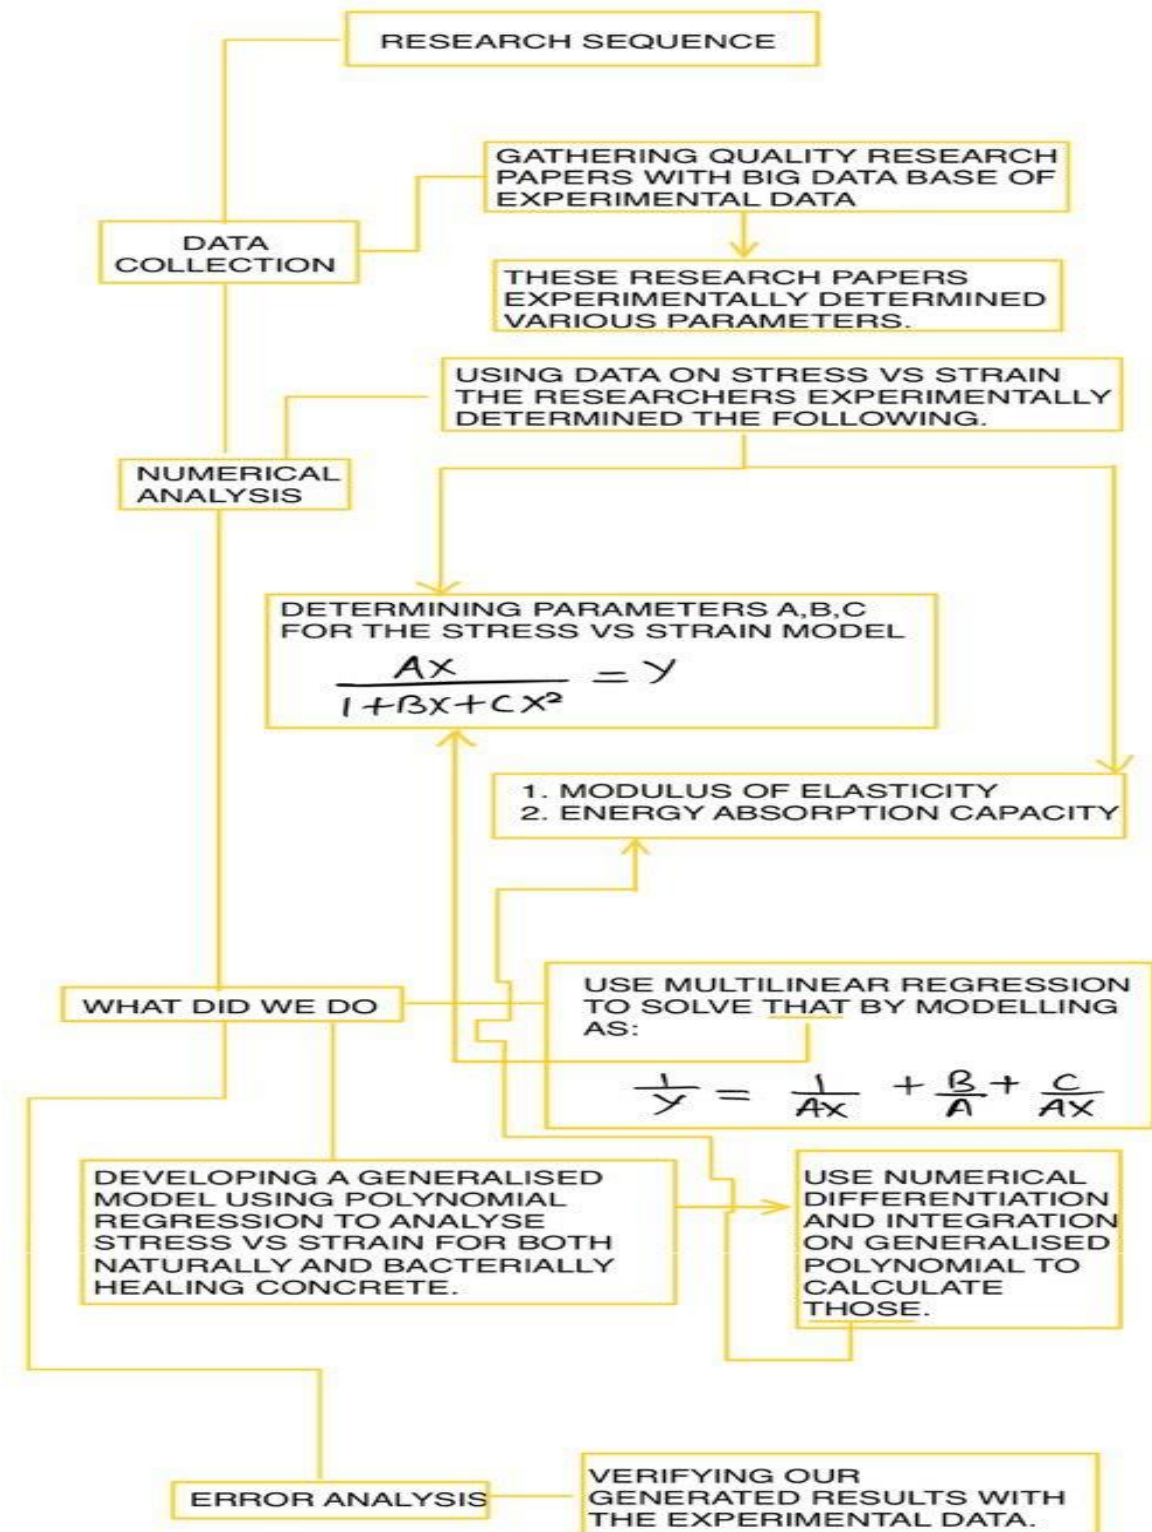 RESEARCH SEQUENCE
GATHERING QUALITY RESEARCH
PAPERS WITH BIG DATA BASE OF
EXPERIMENTAL DATA
DATA
COLLECTION
THESE RESEARCH PAPERS
EXPERIMENTALLY DETERMINED
VARIOUS PARAMETERS.
USING DATA ON STRESS VS STRAIN
THE RESEARCHERS EXPERIMENTALLY
DETERMINED THE FOLLOWING.
NUMERICAL
ANALYSIS
DETERMINING PARAMETERS A,B,C
FOR THE STRESS VS STRAIN MODEL
AX / 1+BX+CX² = Y
1. MODULUS OF ELASTICITY
2. ENERGY ABSORPTION CAPACITY
WHAT DID WE DO
USE MULTILINEAR REGRESSION
TO SOLVE THAT BY MODELLING
AS:
1/Y = 1/AX + B/A + C/AX
DEVELOPING A GENERALISED
MODEL USING POLYNOMIAL
REGRESSION TO ANALYSE
STRESS VS STRAIN FOR BOTH
NATURALLY AND BACTERIALLY
HEALING CONCRETE.
USE NUMERICAL
DIFFERENTIATION
AND INTEGRATION
ON GENERALISED
POLYNOMIAL TO
CALCULATE
THOSE.
ERROR ANALYSIS
VERIFYING OUR
GENERATED RESULTS WITH
THE EXPERIMENTAL DATA.